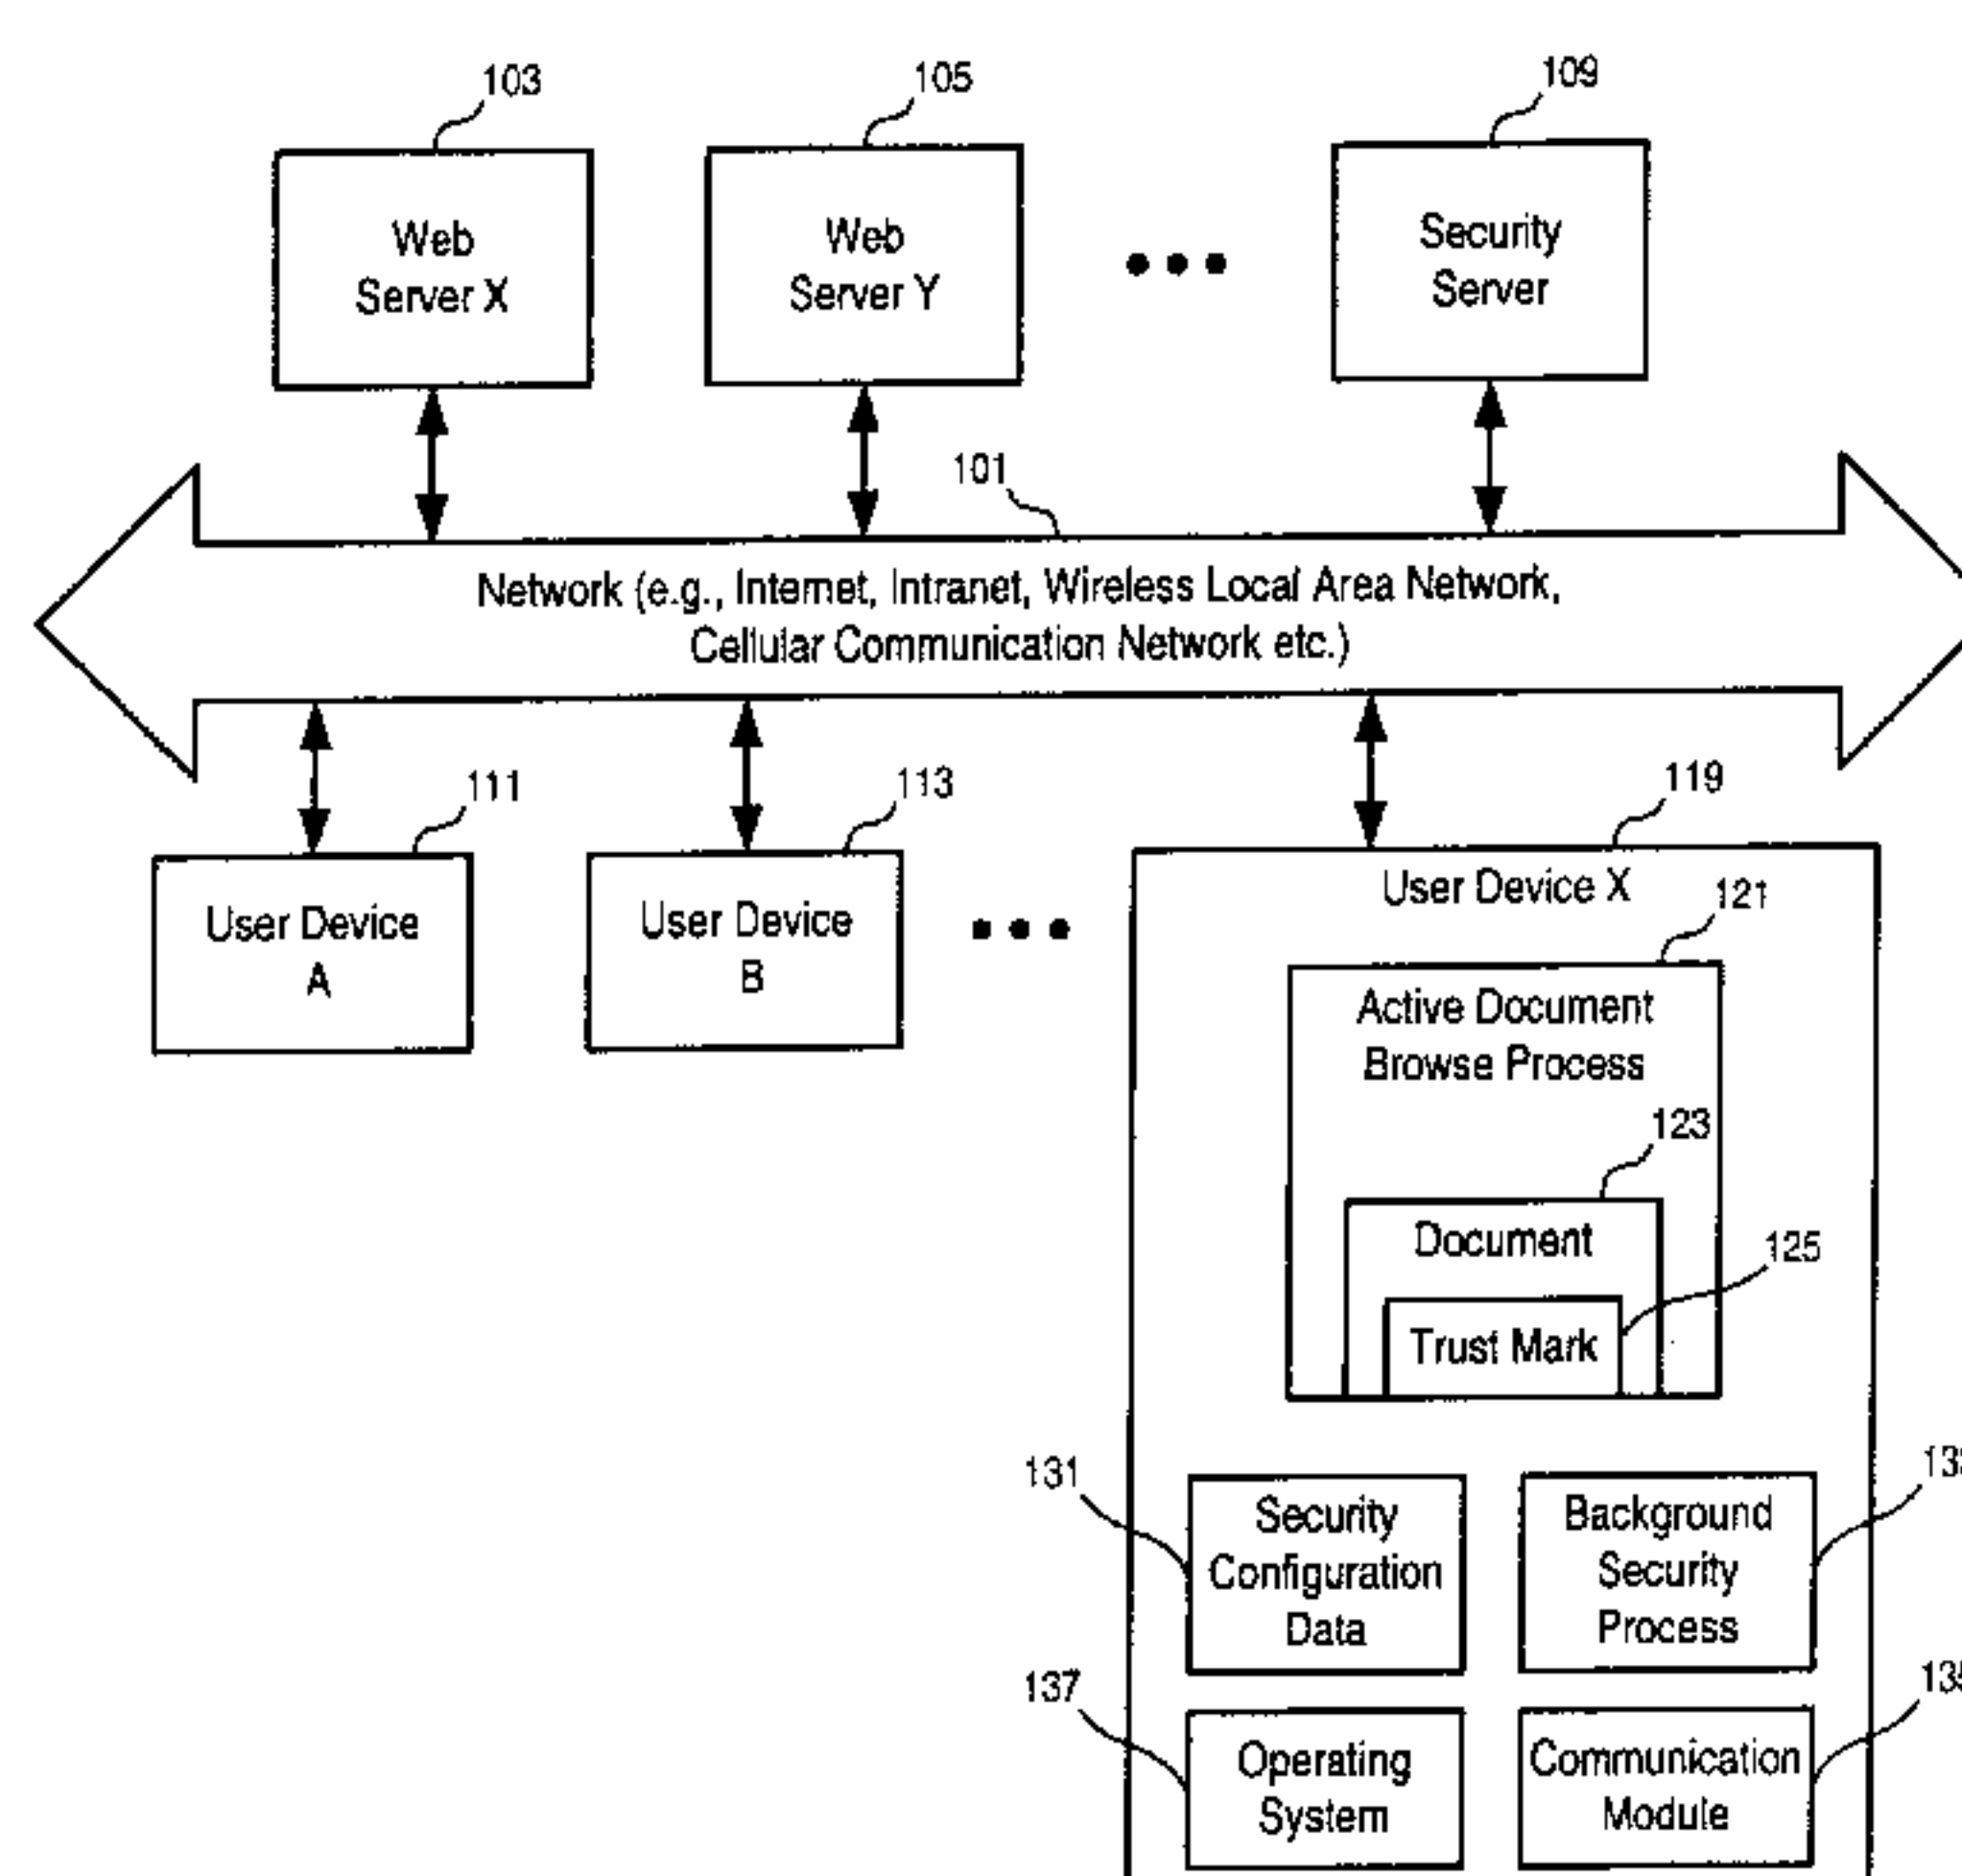 103
105
109
Web
Server X
Web
Server Y
Security
Server
101
Network (e.g., Internet, Intranet, Wireless Local Area Network,
Cellular Communication Network etc.)
111
113
119
User Device
A
User Device
B
User Device X
121
Active Document
Browse Process
123
Document
125
Trust Mark
131
Security
Configuration
Data
Background
Security
Process
137
135
Operating
System
Communication
Module